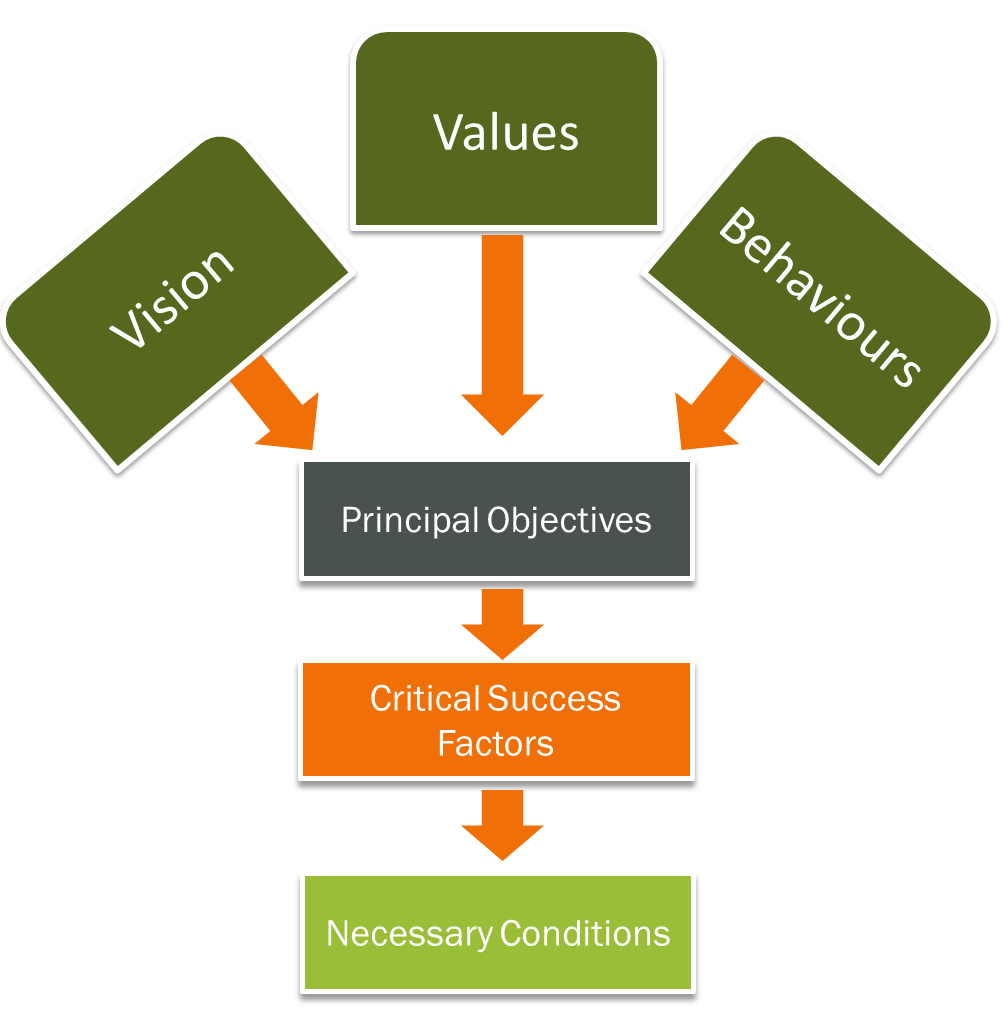 Values
Vision
Behaviours
Principal Objectives
Critical Success
Factors
Necessary Conditions